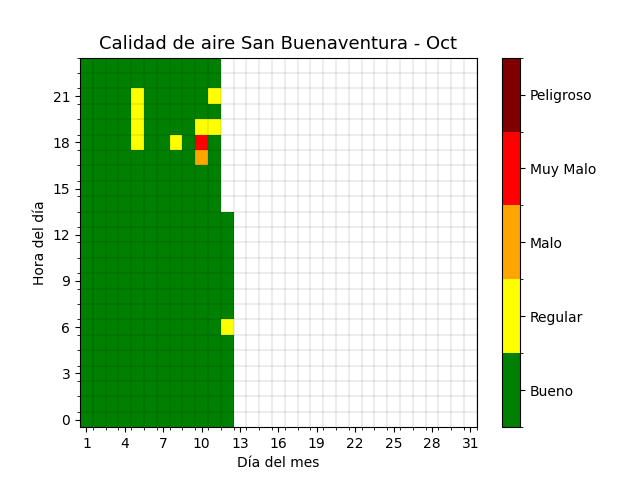 Calidad de aire San Buenaventura - Oct
Hora del día
21
18
15
12
9
6
3
0
1 4 7 10 13 16 19 22 25 28 31
Día del mes
Peligroso
Muy Malo
Malo
Regular
Bueno